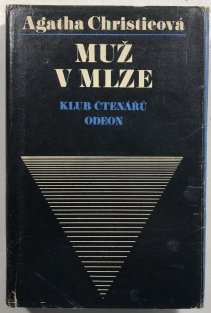 Agatha Christieová
MUŽ
V MLZE
KLUB ČTENÁŘŮ
ODEON